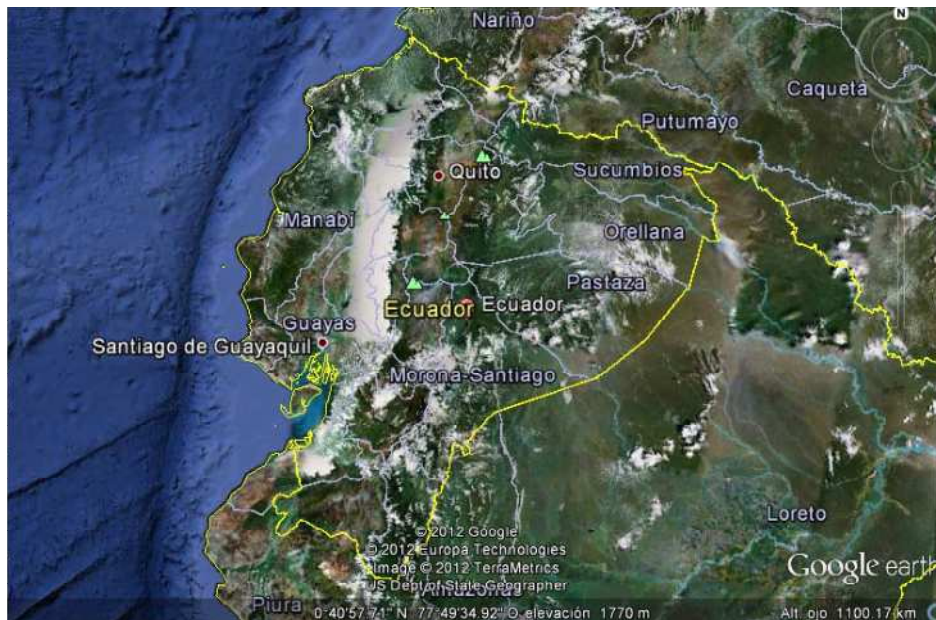 N
Nariño
Caquetá
Putumayo
Quito
Sucumbios
Manabí
Orellana
Pastaza
Ecuador
Ecuador
Guayas
Santiago de Guayaquil
Morona-Santiago
Loreto
© 2012 Google
© 2012 Europa Technologies
Image © 2012 TerraMetrics
US Dept of State Geographer
Google earth
Amazonas
Piura
0°40'57.71" N 77°49'34.92" O elevación 1770 m
Alt. ojo 1100.17 km